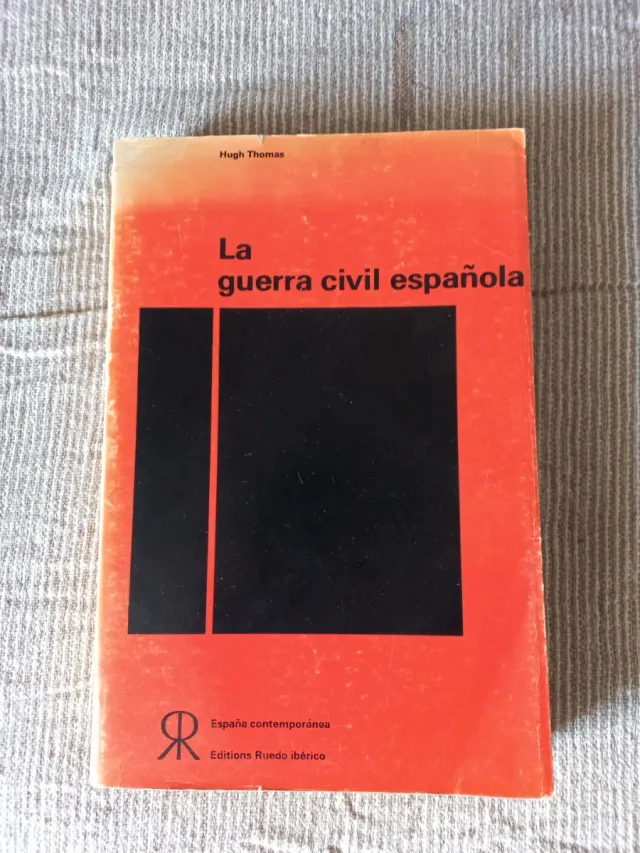 Hugh Thomas
La
guerra civil española
España contemporánea
Editions Ruedo ibérico